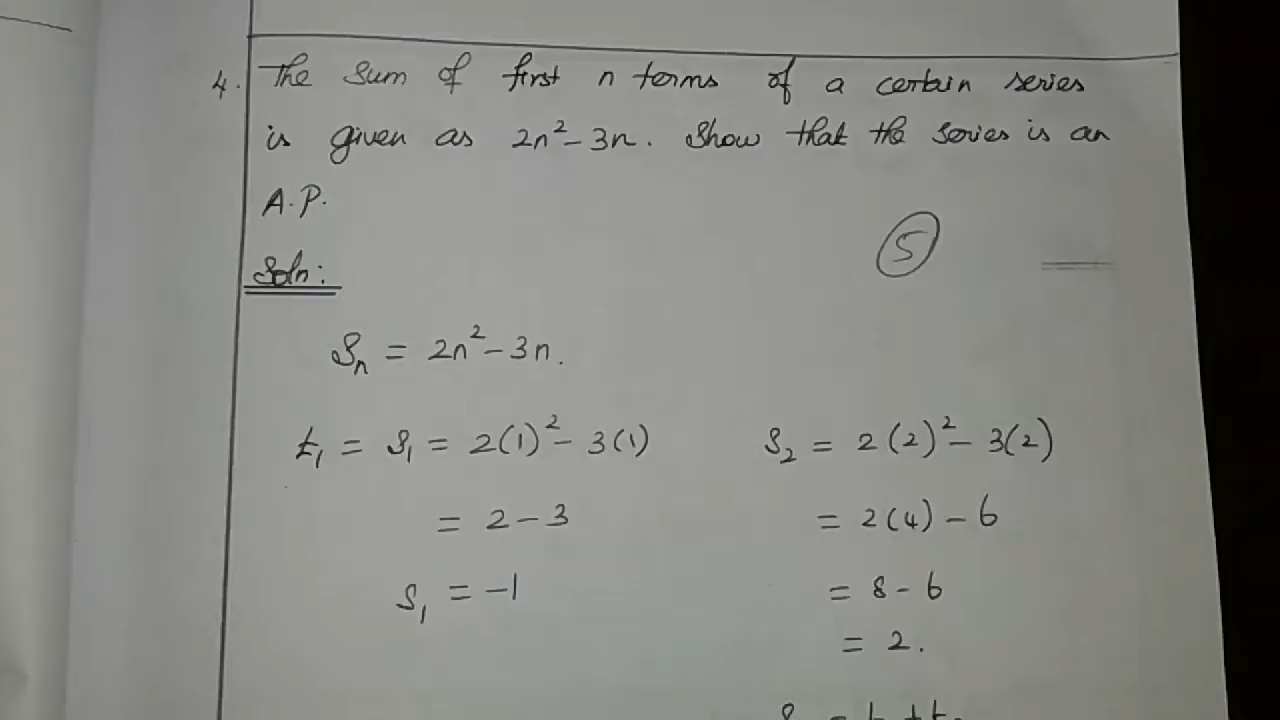 4. The Sum of first n terms of a certain series
is given as 2n² - 3n. Show that the series is an
A.P.
5
Soln:
Sₙ = 2n² - 3n.
t₁ = S₁ = 2(1)² - 3(1)
= 2 - 3
S₁ = -1
S₂ = 2(2)² - 3(2)
= 2(4) - 6
= 8 - 6
= 2.